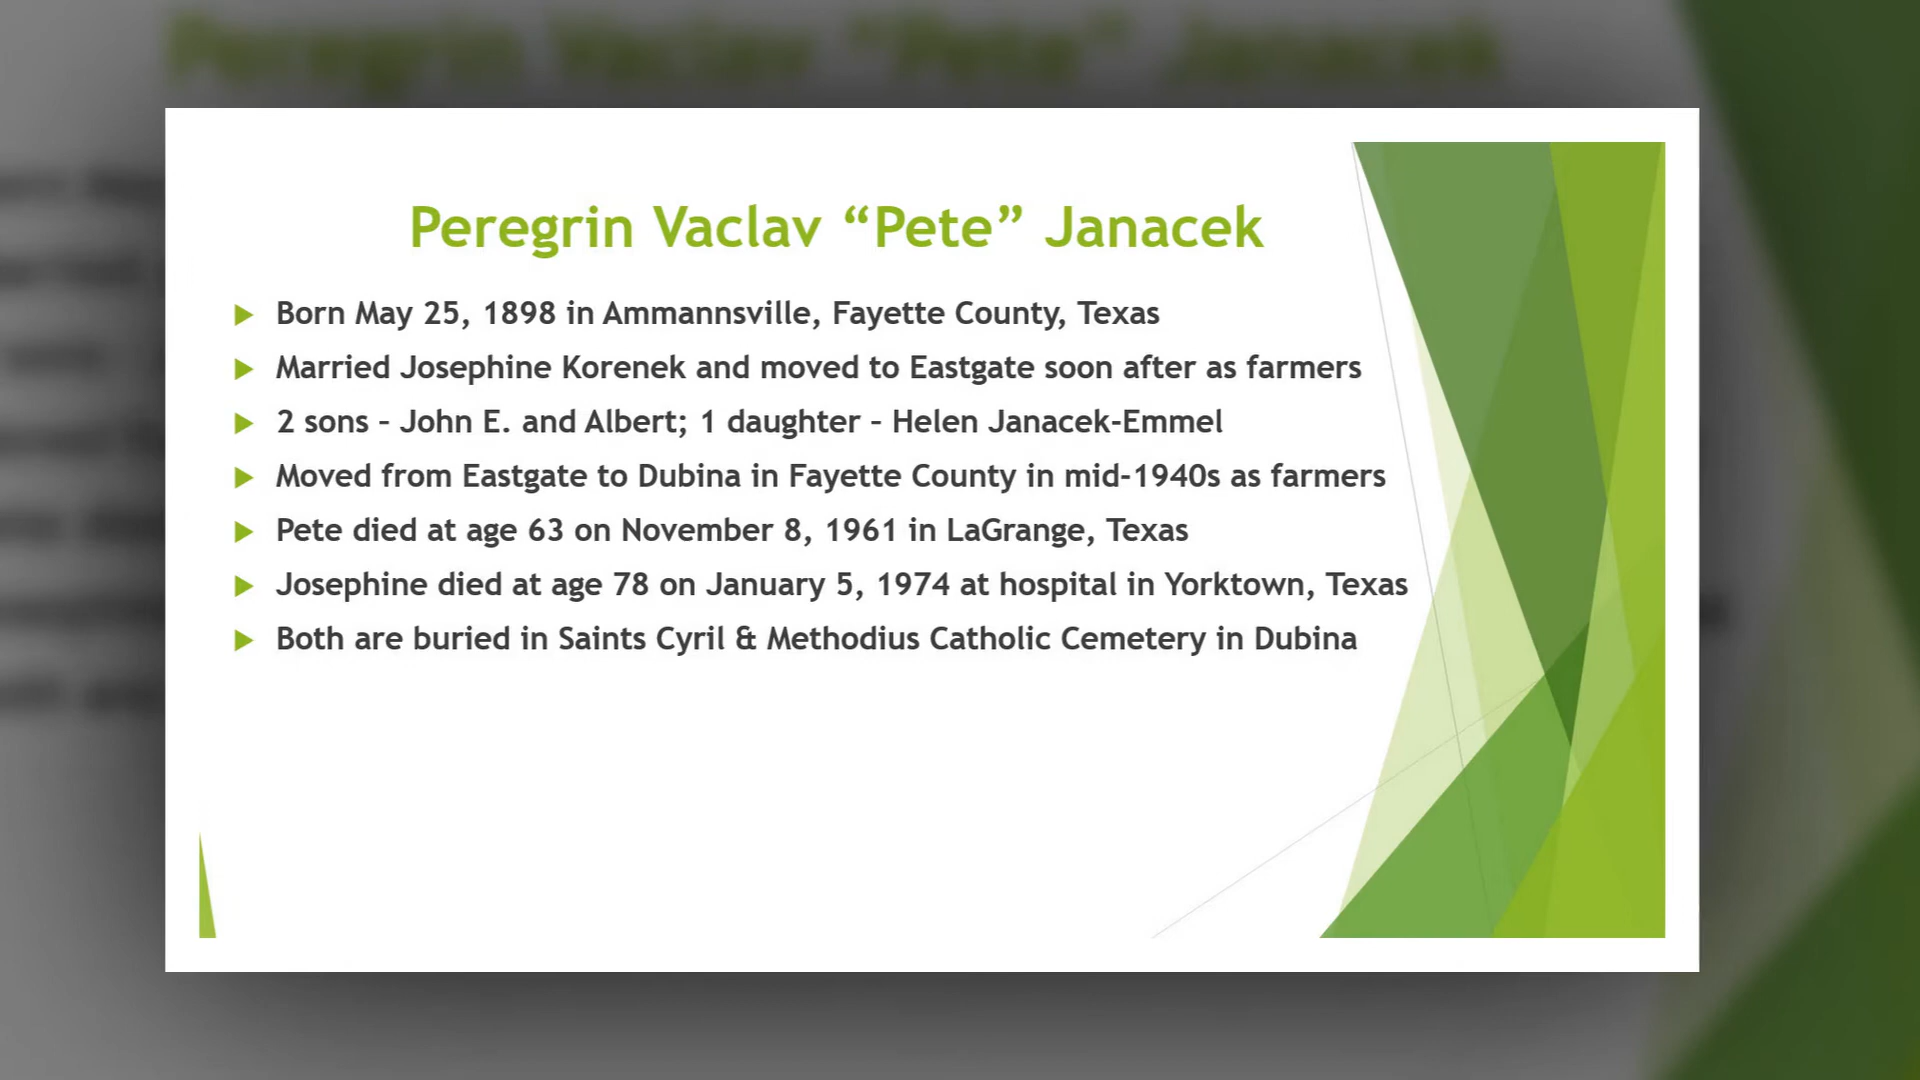 Peregrin Vaclav “Pete” Janacek
Born May 25, 1898 in Ammannsville, Fayette County, Texas
Married Josephine Korenek and moved to Eastgate soon after as farmers
2 sons – John E. and Albert; 1 daughter – Helen Janacek-Emmel
Moved from Eastgate to Dubina in Fayette County in mid-1940s as farmers
Pete died at age 63 on November 8, 1961 in LaGrange, Texas
Josephine died at age 78 on January 5, 1974 at hospital in Yorktown, Texas
Both are buried in Saints Cyril & Methodius Catholic Cemetery in Dubina